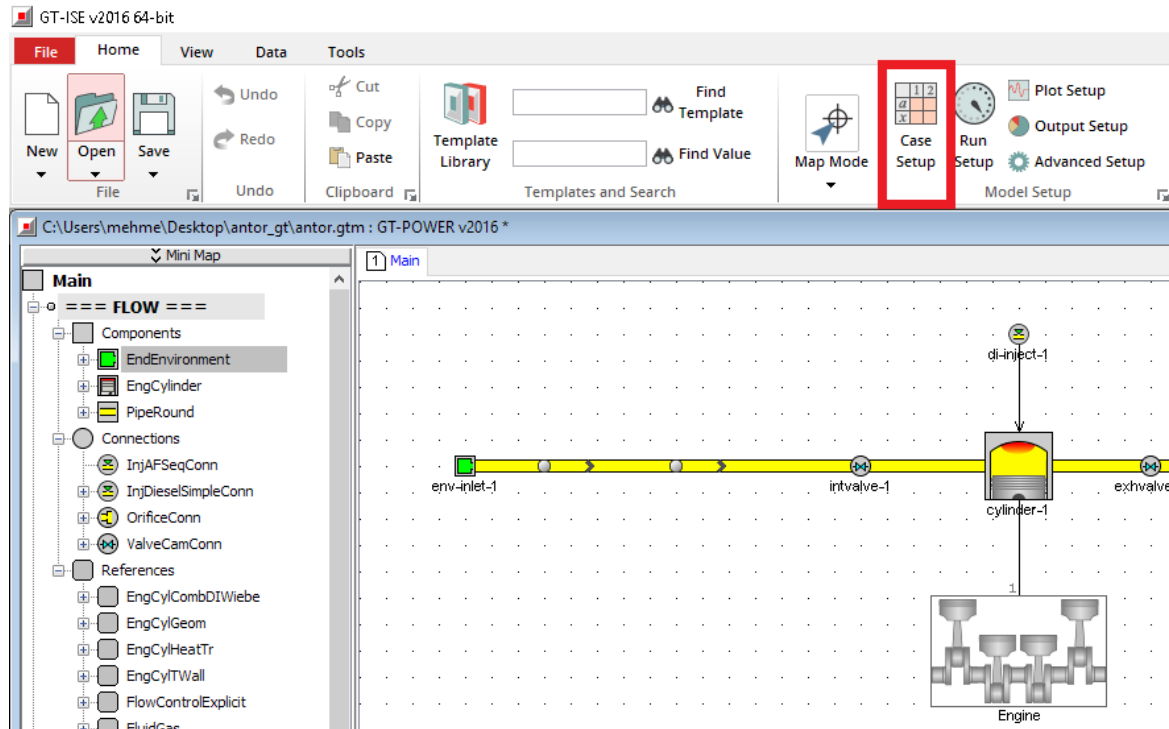 GT-ISE v2016 64-bit
File Home View Data Tools
New Open Save
File
Undo
Redo
Undo
Cut
Copy
Paste
Clipboard
Template Library
Find Template
Find Value
Templates and Search
Map Mode
Case Setup
Run Setup
Plot Setup
Output Setup
Advanced Setup
Model Setup
C:\Users\mehme\Desktop\antor_gt\antor.gtm : GT-POWER v2016 *
Mini Map
1 Main
Main
=== FLOW ===
Components
EndEnvironment
EngCylinder
PipeRound
Connections
InjAFSeqConn
InjDieselSimpleConn
OrificeConn
ValveCamConn
References
EngCylCombDIWiebe
EngCylGeom
EngCylHeatTr
EngCylTWall
FlowControlExplicit
FluidGas
di-inject-1
env-inlet-1
intvalve-1
cylinder-1
exhvalve
1
Engine